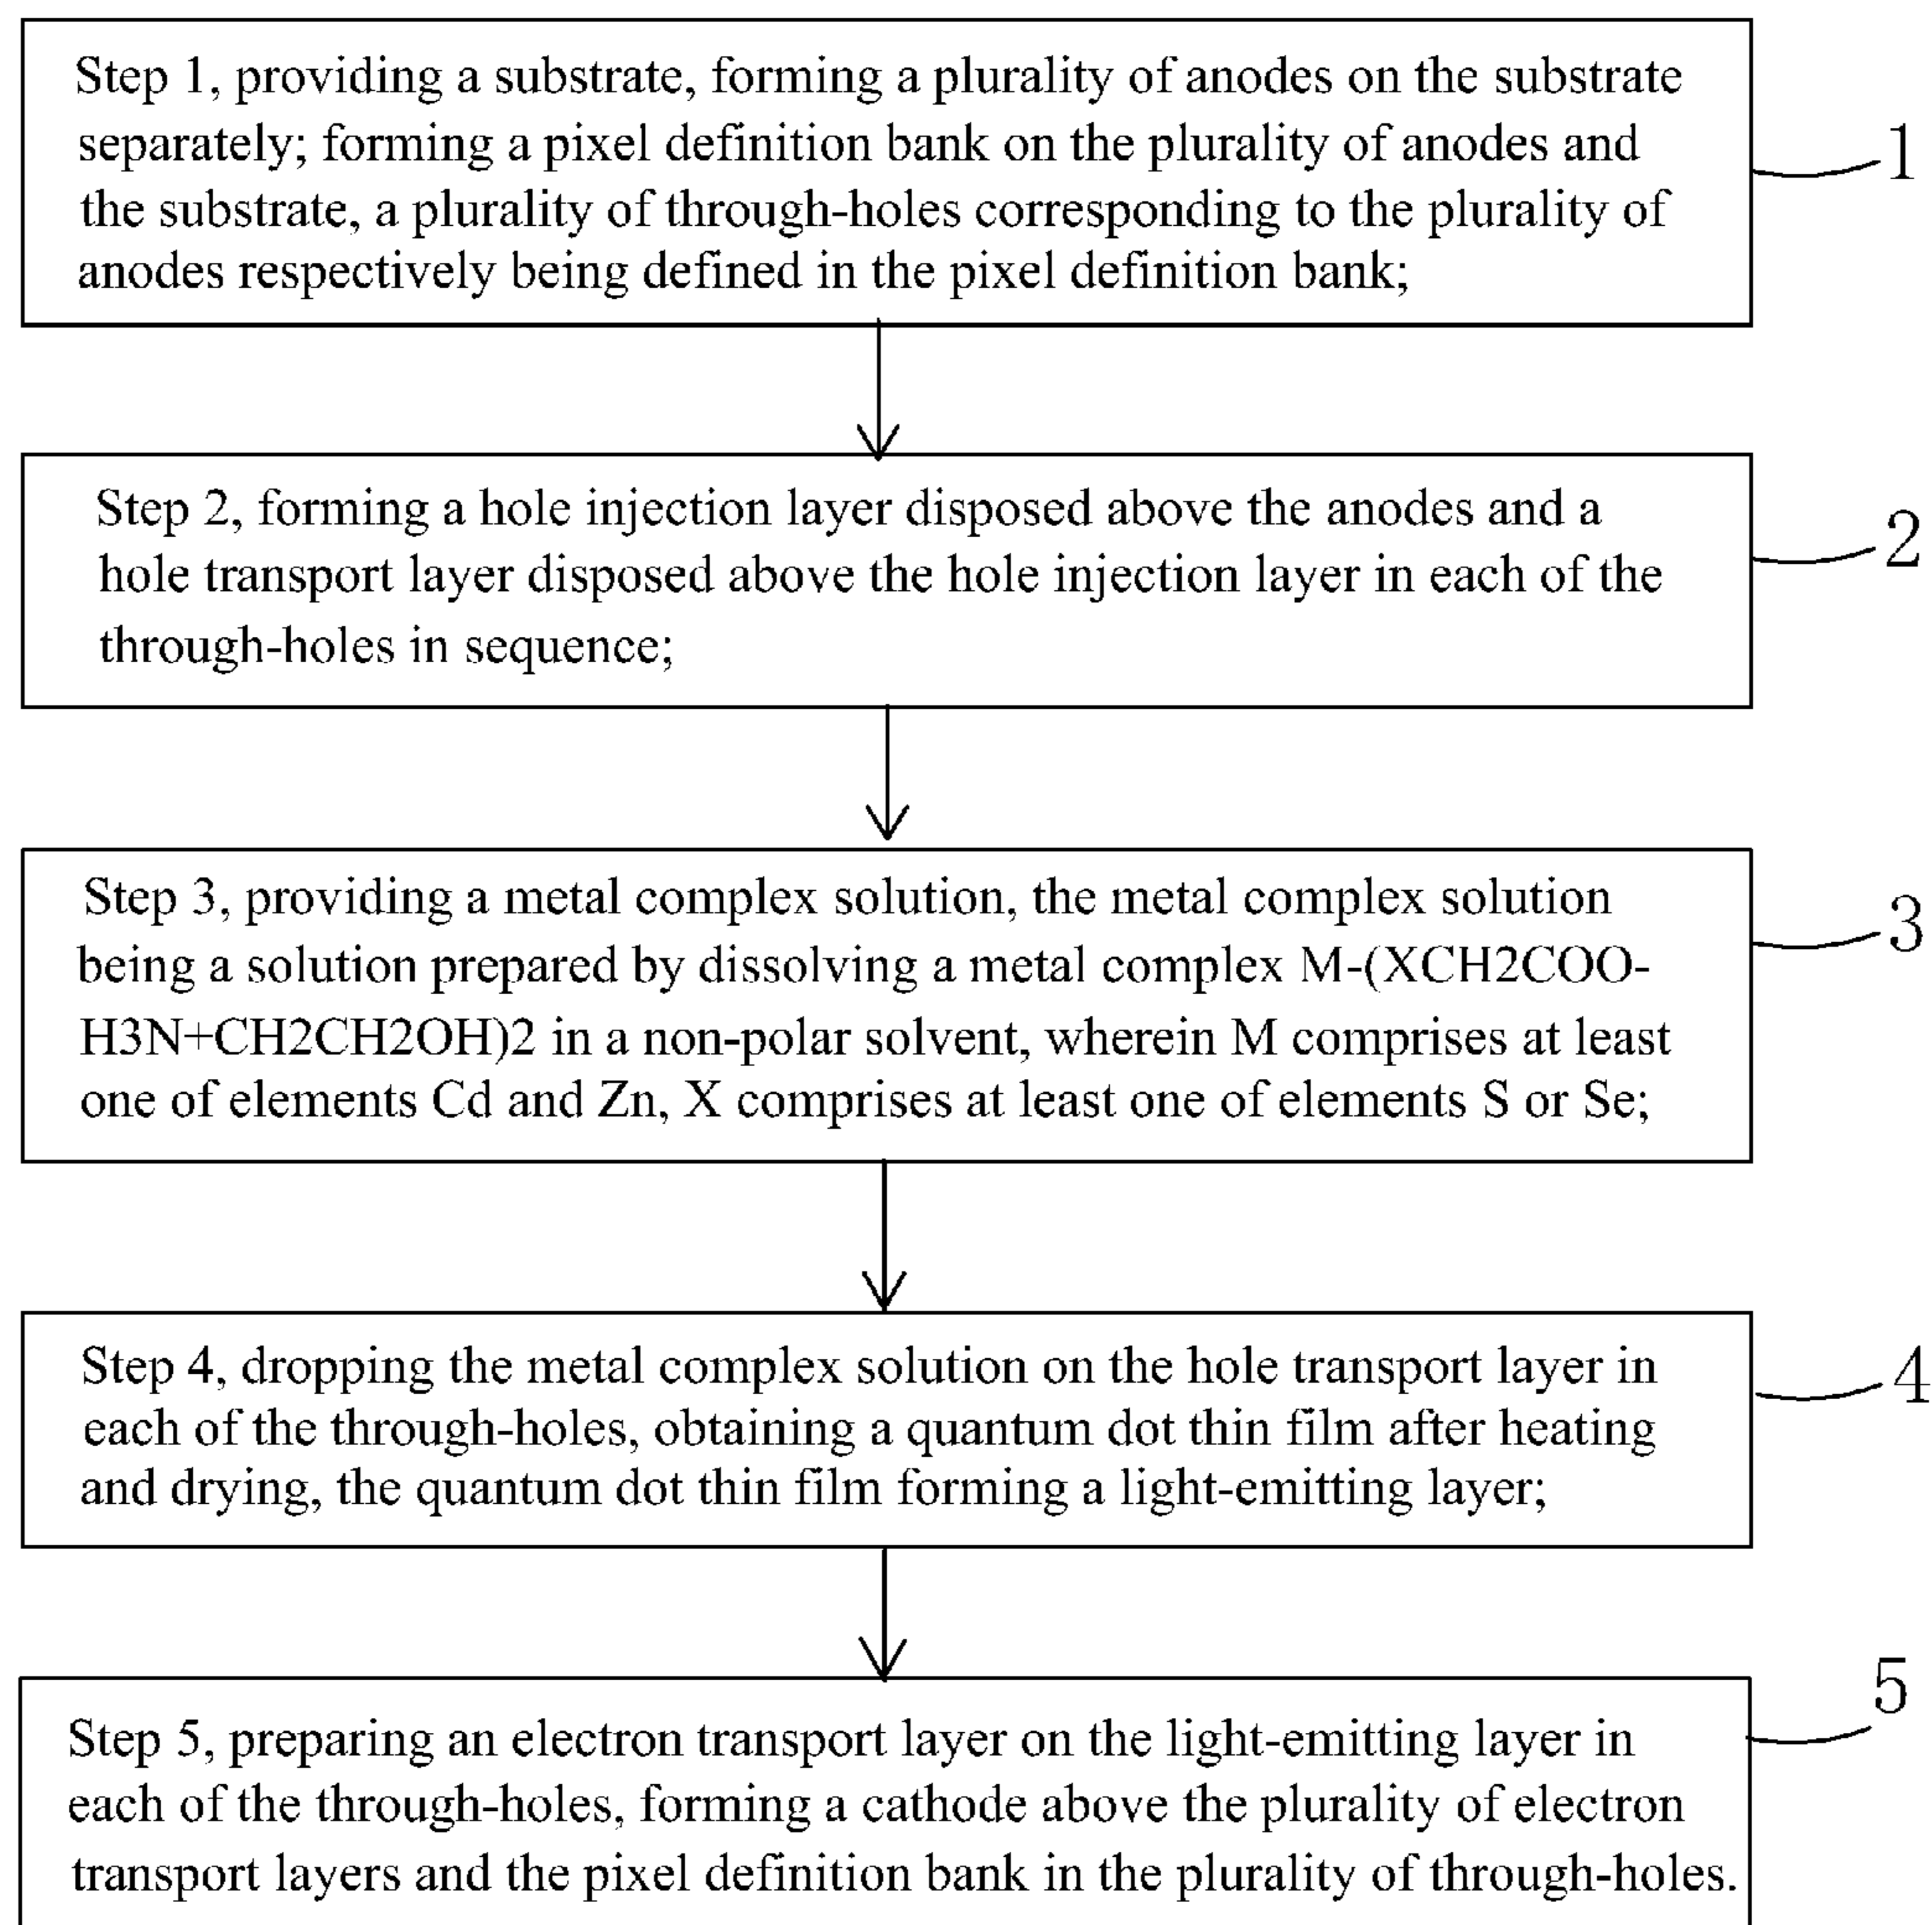 Step 1, providing a substrate, forming a plurality of anodes on the substrate
separately; forming a pixel definition bank on the plurality of anodes and
the substrate, a plurality of through-holes corresponding to the plurality of
anodes respectively being defined in the pixel definition bank;
1
Step 2, forming a hole injection layer disposed above the anodes and a
hole transport layer disposed above the hole injection layer in each of the
through-holes in sequence;
2
Step 3, providing a metal complex solution, the metal complex solution
being a solution prepared by dissolving a metal complex M-(XCH2COO-
H3N+CH2CH2OH)2 in a non-polar solvent, wherein M comprises at least
one of elements Cd and Zn, X comprises at least one of elements S or Se;
3
Step 4, dropping the metal complex solution on the hole transport layer in
each of the through-holes, obtaining a quantum dot thin film after heating
and drying, the quantum dot thin film forming a light-emitting layer;
4
Step 5, preparing an electron transport layer on the light-emitting layer in
each of the through-holes, forming a cathode above the plurality of electron
transport layers and the pixel definition bank in the plurality of through-holes.
5